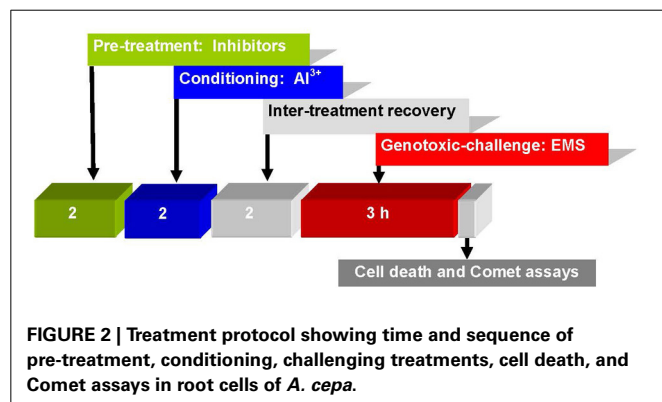 Pre-treatment: Inhibitors
Conditioning: Al³⁺
Inter-treatment recovery
Genotoxic-challenge: EMS
2 2 2 3 h
Cell death and Comet assays
FIGURE 2 | Treatment protocol showing time and sequence of
pre-treatment, conditioning, challenging treatments, cell death, and
Comet assays in root cells of A. cepa.